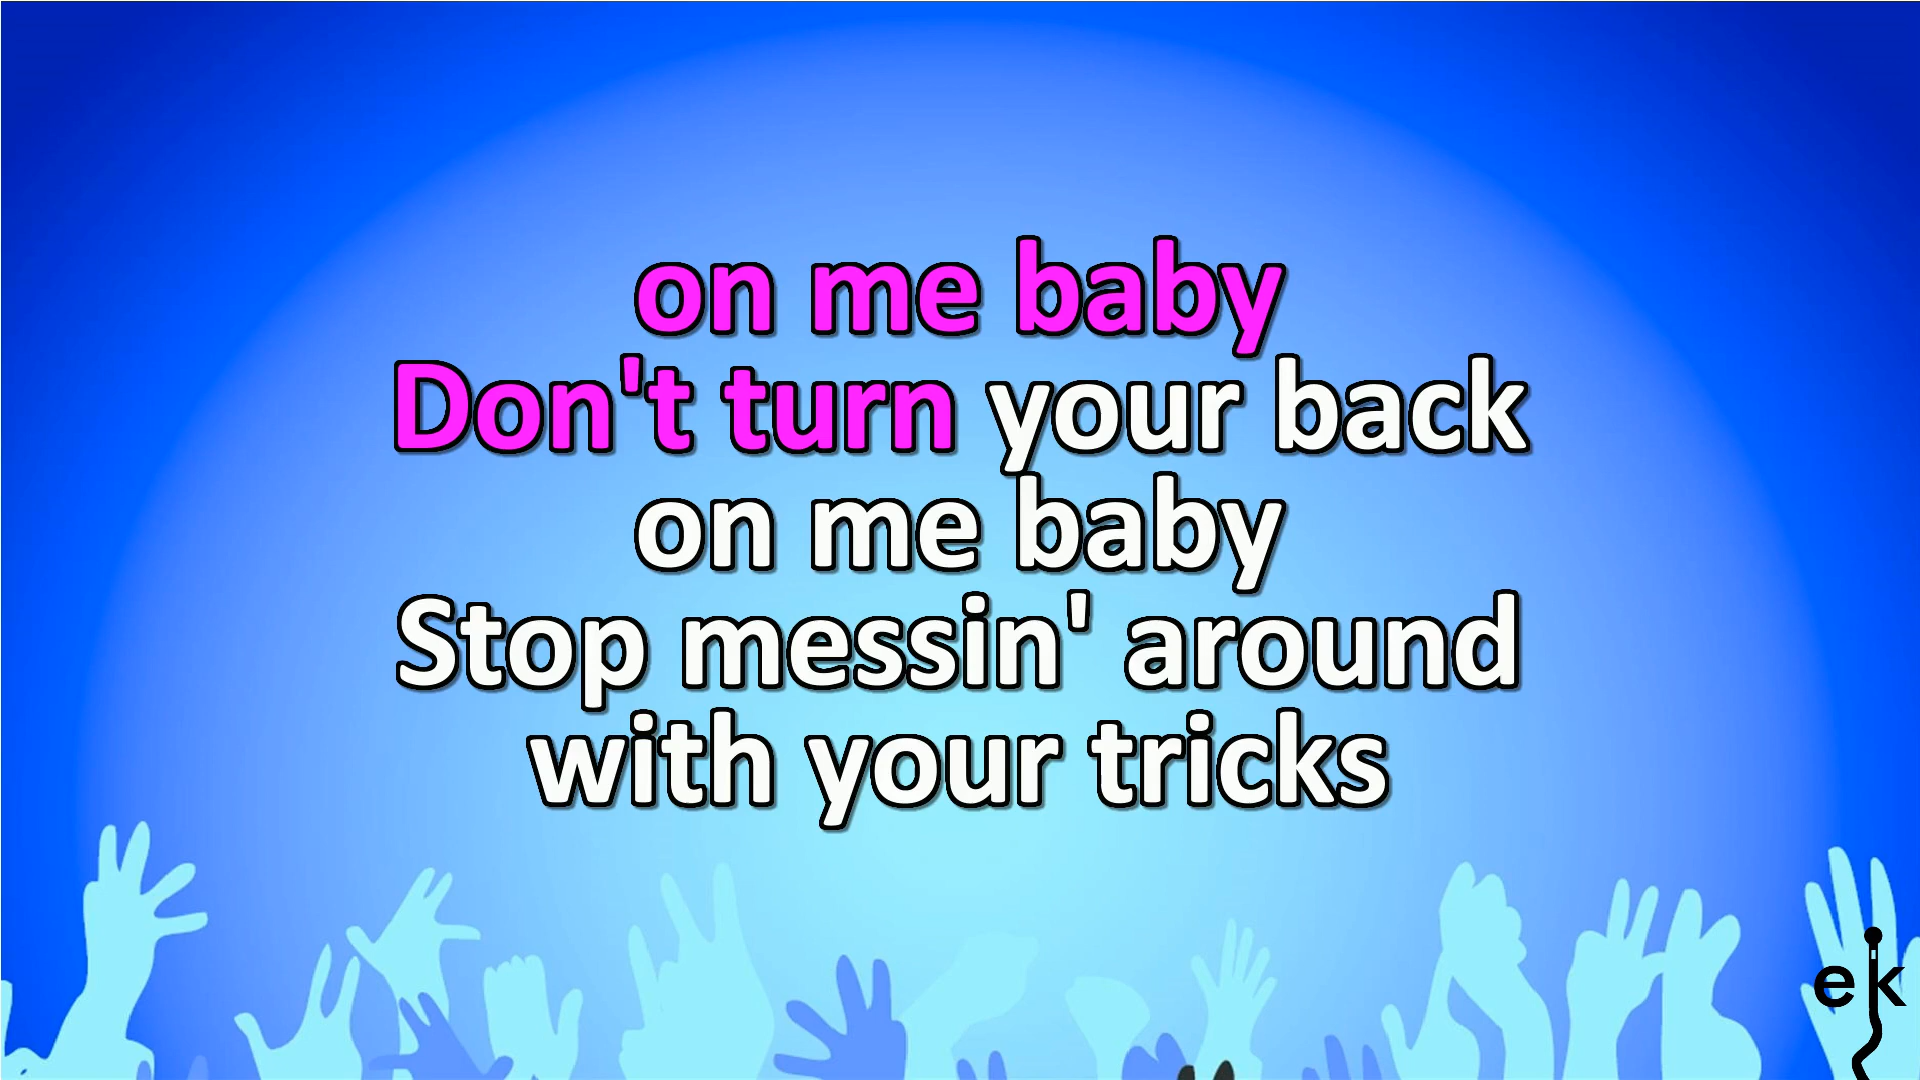 on me baby
Don't turn your back
on me baby
Stop messin' around
with your tricks
ek